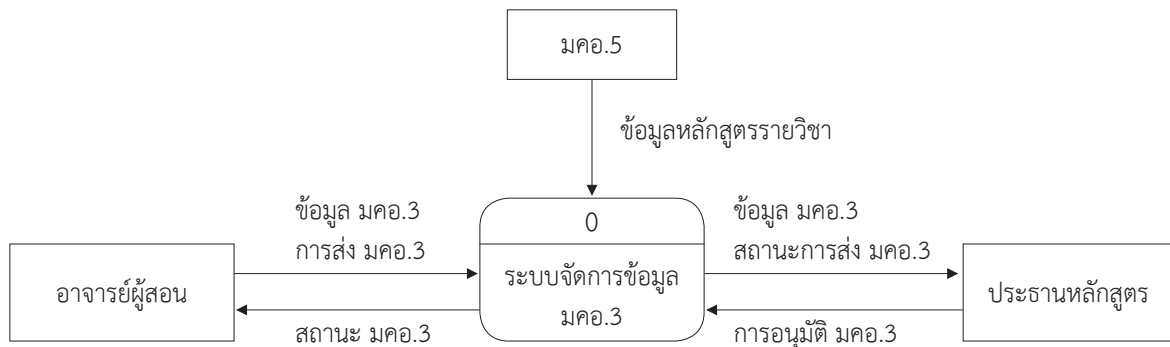 มคอ.5
ข้อมูลหลักสูตรรายวิชา
ข้อมูล มคอ.3
การส่ง มคอ.3
0
ข้อมูล มคอ.3
สถานะการส่ง มคอ.3
อาจารย์ผู้สอน
ระบบจัดการข้อมูล
มคอ.3
ประธานหลักสูตร
สถานะ มคอ.3
การอนุมัติ มคอ.3